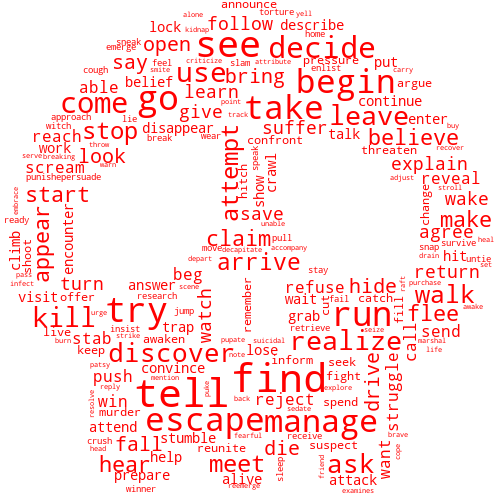 announce
alone torture yell
lock follow describe
kidnap
speak open see decide home
emerge criticize slam attribute pressure put
say feel enlist
cough smite use bring begin carry argue
able belief learn point continue
come go take leave enter
approach lie give track suffer talk buy
witch stop disappear wear confront believe recover
reach break threaten
work throw attempt speak crawl
serve breaking look hitch show explain
scream warn adjust reveal
punish persuade stroll
embrace start save change wake
appear unable make
ready encounter claim pull agree
climb move decapitate accompany snap survive heal
shoot arrive drain hit untie
pass depart set
infect turn answer scene beg stay return purchase
visit offer research remember refuse hide raft walk
urge jump watch wait cut fail catch fill awake
kill try grab run flee marshal
live insist trap retrieve seize send life
burn stab strike awaken pupate suicidal realize call
keep discover note lose inform seek drive
patsy convince fight struggle
push mention puke find explore
reply tell back reject spend
resolve win sedate
murder escape manage brave
attend fearful receive
crush fall stumble die suspect want cope
head reunite friend
hear help meet sleep ask
prepare alive attack
winner reemerge examines